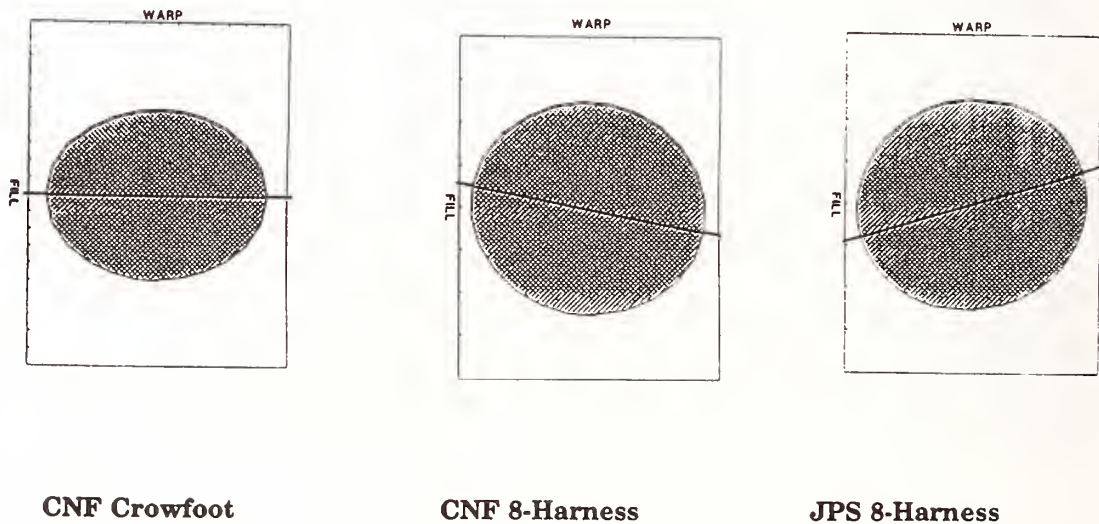 WARP
WARP
WARP
FILL
FILL
FILL
CNF Crowfoot
CNF 8-Harness
JPS 8-Harness